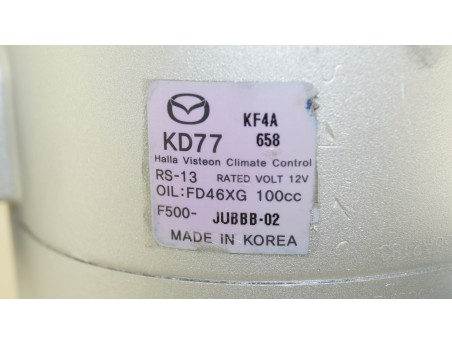 KF4A
KD77 658
Halla Visteon Climate Control
RS-13 RATED VOLT 12V
OIL:FD46XG 100cc
F500- JUBBB-02
MADE IN KOREA